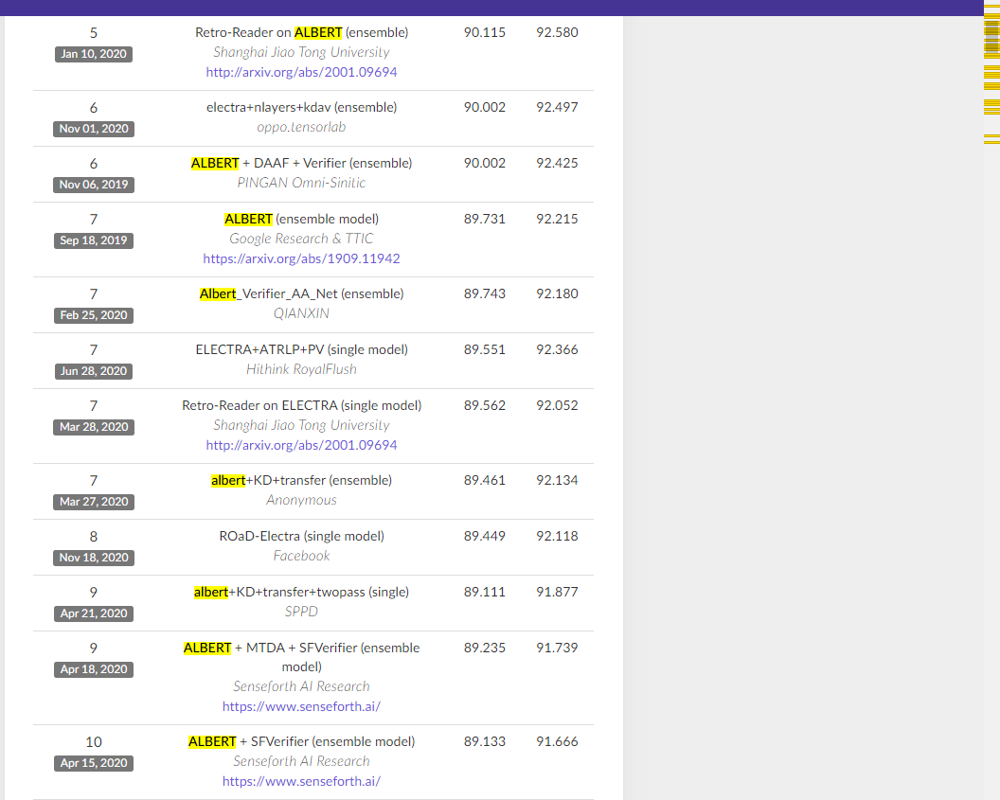 5 Retro-Reader on ALBERT (ensemble) 90.115 92.580
Jan 10, 2020 Shanghai Jiao Tong University
http://arxiv.org/abs/2001.09694
6 electra+nlayers+kdav (ensemble) 90.002 92.497
Nov 01, 2020 oppo.tensorlab
6 ALBERT + DAAF + Verifier (ensemble) 90.002 92.425
Nov 06, 2019 PINGAN Omni-Sinitic
7 ALBERT (ensemble model) 89.731 92.215
Sep 18, 2019 Google Research & TTIC
https://arxiv.org/abs/1909.11942
7 Albert_Verifier_AA_Net (ensemble) 89.743 92.180
Feb 25, 2020 QIANXIN
7 ELECTRA+ATRLP+PV (single model) 89.551 92.366
Jun 28, 2020 Hithink RoyalFlush
7 Retro-Reader on ELECTRA (single model) 89.562 92.052
Mar 28, 2020 Shanghai Jiao Tong University
http://arxiv.org/abs/2001.09694
7 albert+KD+transfer (ensemble) 89.461 92.134
Mar 27, 2020 Anonymous
8 ROaD-Electra (single model) 89.449 92.118
Nov 18, 2020 Facebook
9 albert+KD+transfer+twopass (single) 89.111 91.877
Apr 21, 2020 SPPD
9 ALBERT + MTDA + SFVerifier (ensemble 89.235 91.739
Apr 18, 2020 model)
Senseforth AI Research
https://www.senseforth.ai/
10 ALBERT + SFVerifier (ensemble model) 89.133 91.666
Apr 15, 2020 Senseforth AI Research
https://www.senseforth.ai/